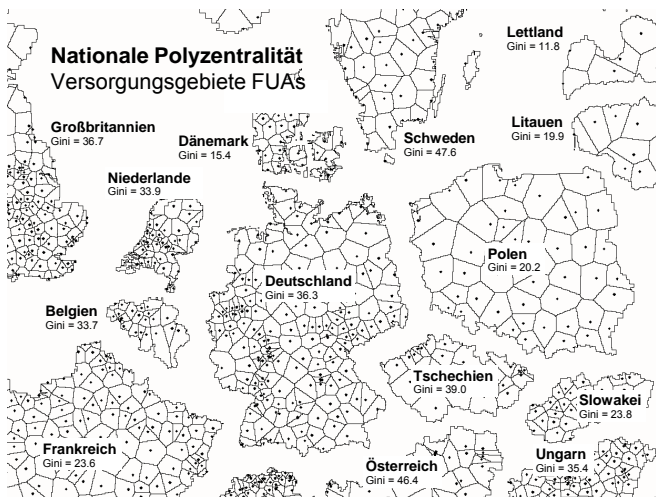 Nationale Polyzentralität
Versorgungsgebiete FUAs
Lettland
Gini = 11.8
Großbritannien
Gini = 36.7
Dänemark
Gini = 15.4
Schweden
Gini = 47.6
Litauen
Gini = 19.9
Niederlande
Gini = 33.9
Polen
Gini = 20.2
Deutschland
Gini = 36.3
Belgien
Gini = 33.7
Tschechien
Gini = 39.0
Slowakei
Gini = 23.8
Frankreich
Gini = 23.6
Österreich
Gini = 46.4
Ungarn
Gini = 35.4